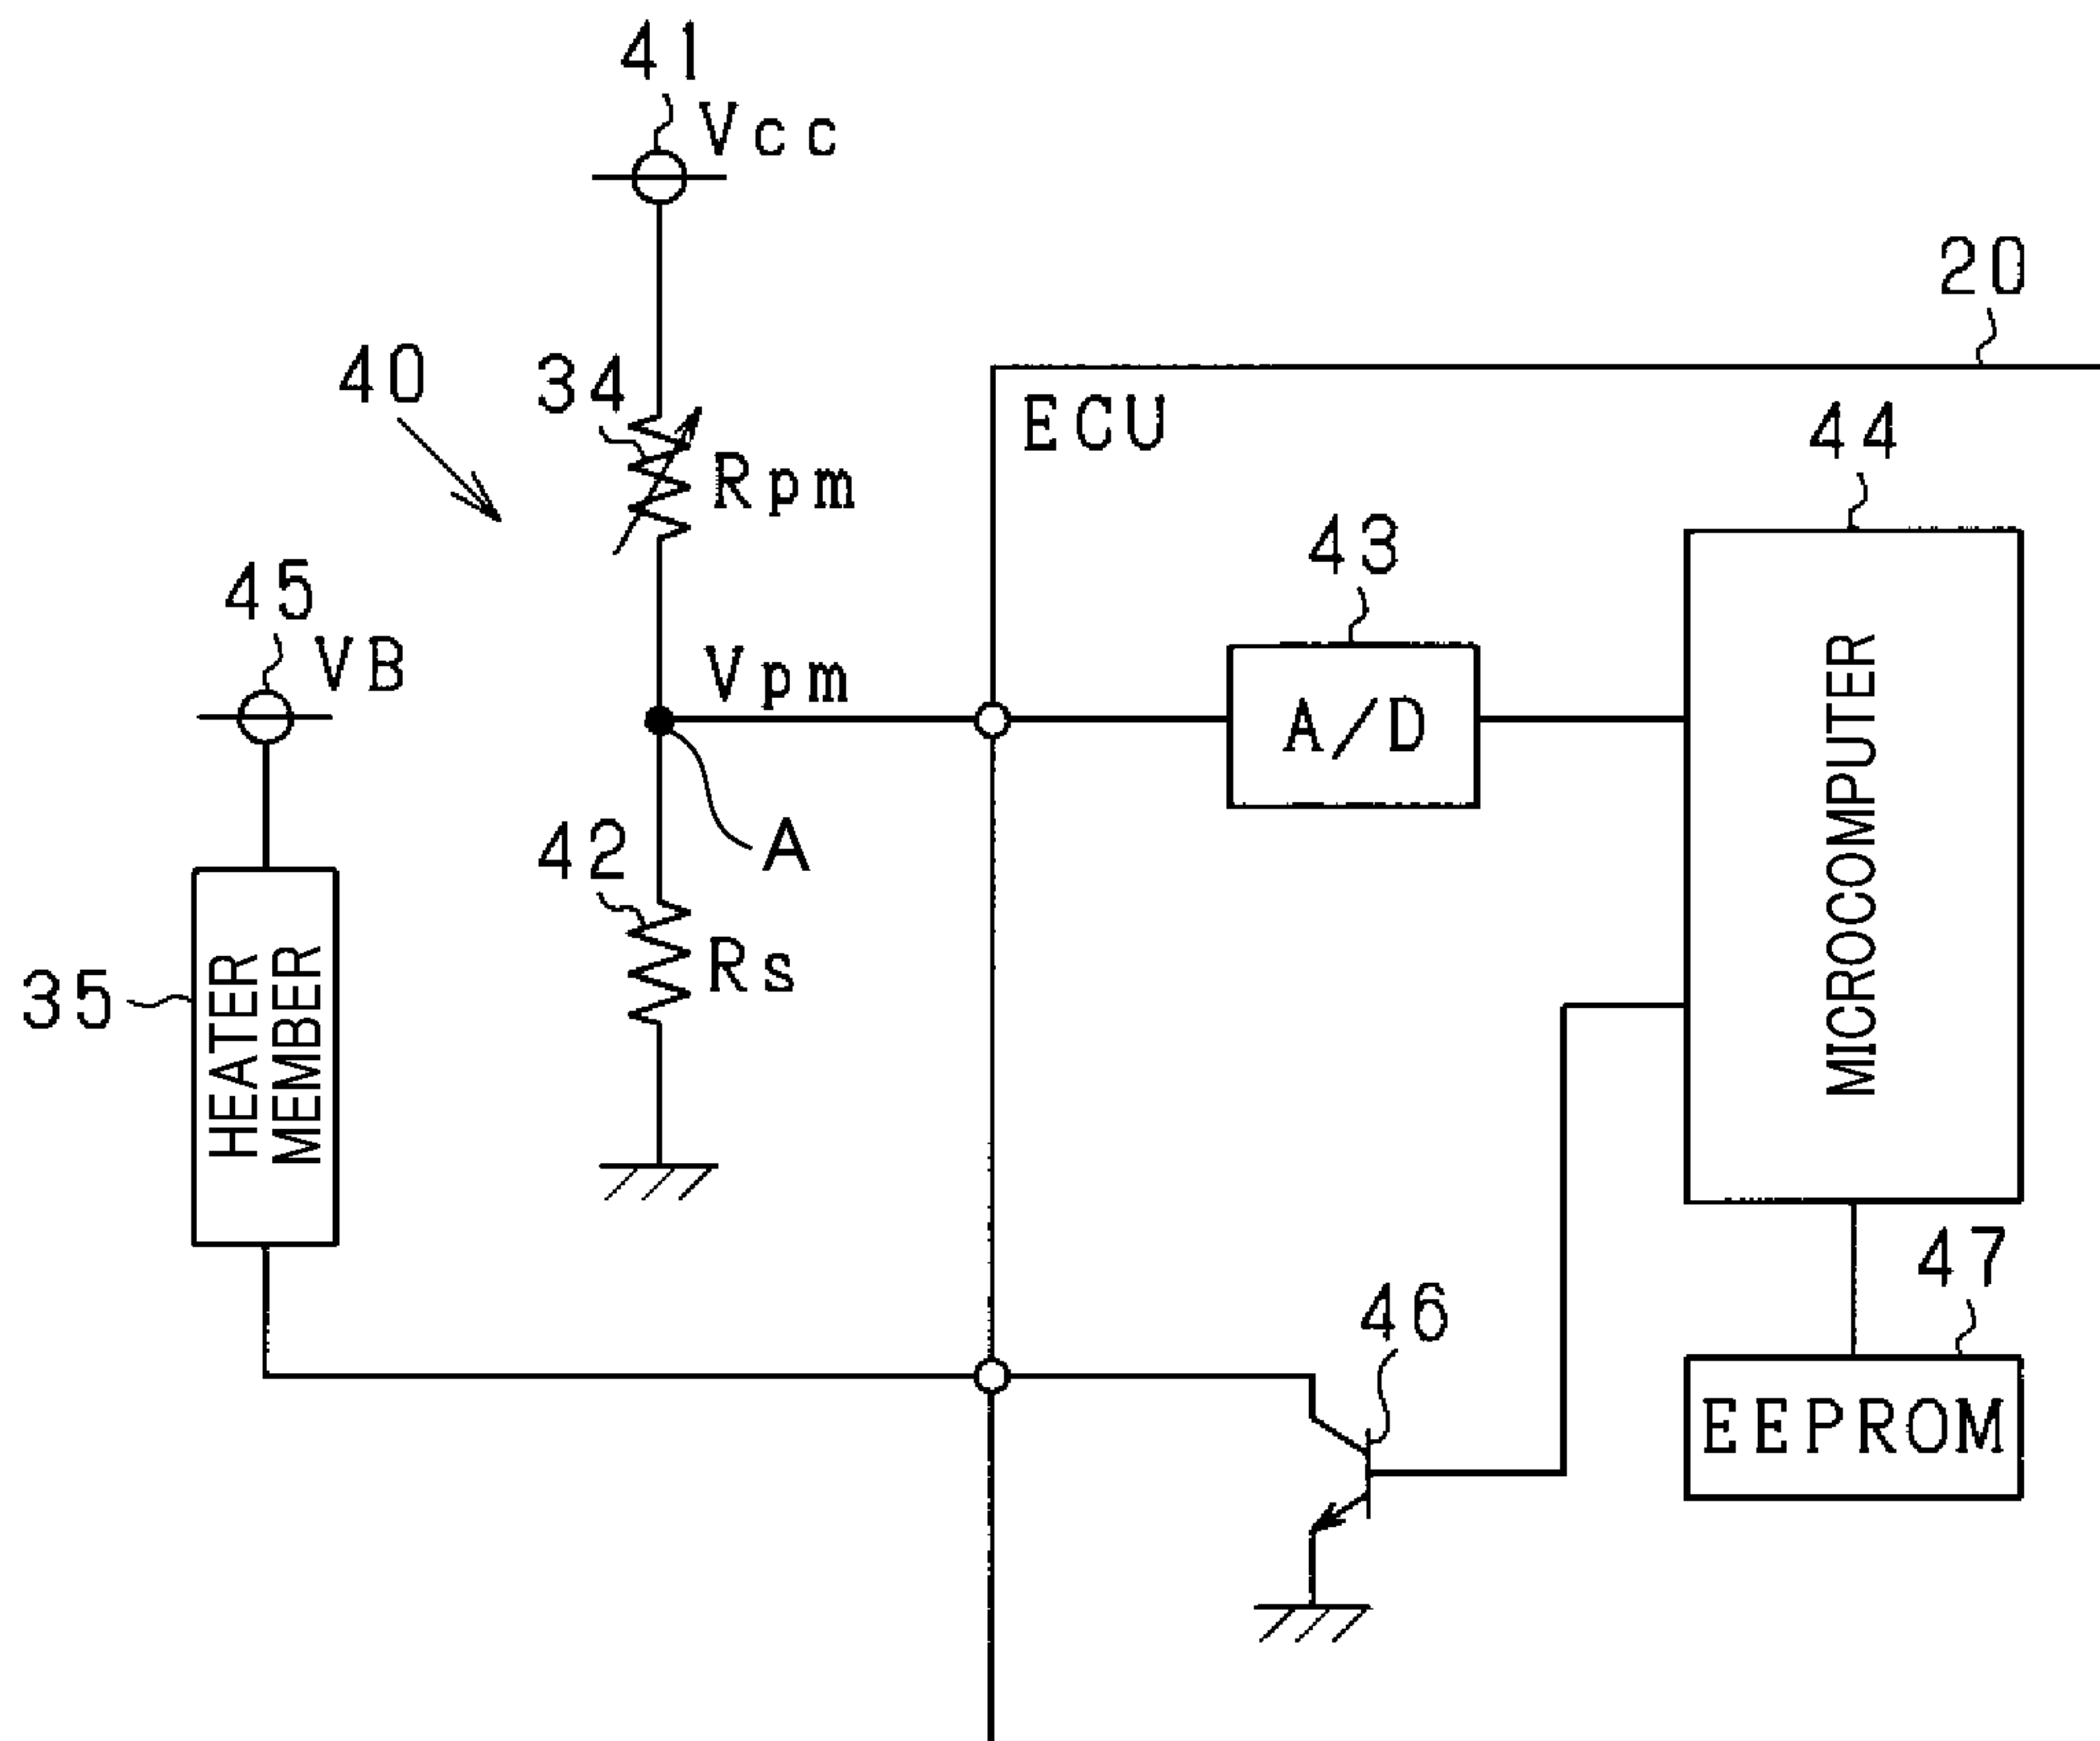 41
Vcc
20
40
34
Rpm
ECU
44
43
45
VB
Vpm
A/D
MICROCOMPUTER
42
A
Rs
35
HEATER
MEMBER
47
46
EEPROM